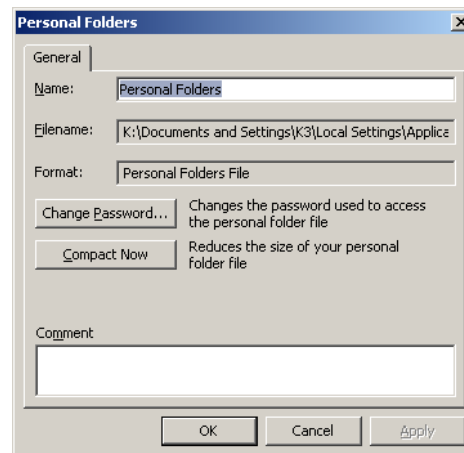 Personal Folders
General
Name: Personal Folders
Filename: K:\Documents and Settings\K3\Local Settings\Applica
Format: Personal Folders File
Change Password... Changes the password used to access
the personal folder file
Compact Now Reduces the size of your personal
folder file
Comment
OK Cancel Apply